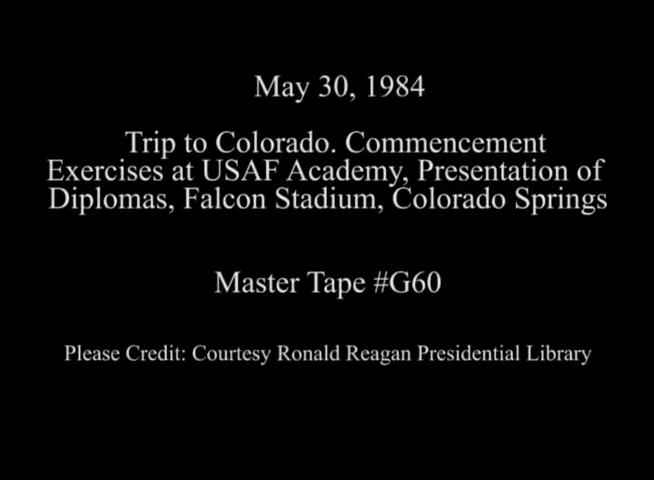 May 30, 1984
Trip to Colorado. Commencement
Exercises at USAF Academy, Presentation of
Diplomas, Falcon Stadium, Colorado Springs
Master Tape #G60
Please Credit: Courtesy Ronald Reagan Presidential Library